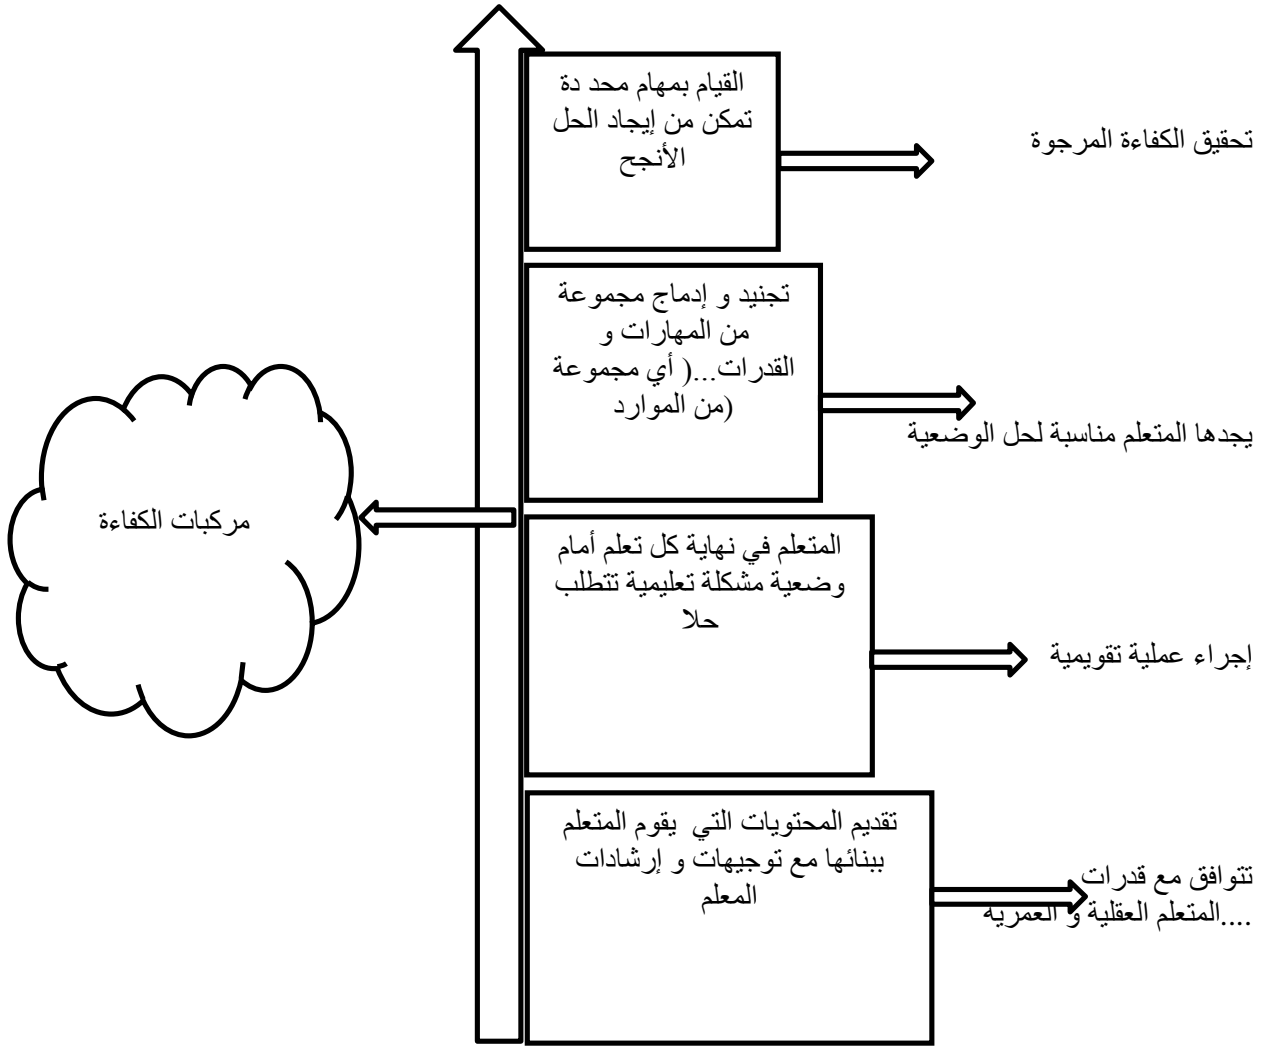 القيام بمهام محد دة
تمكن من إيجاد الحل
الأنجح
تحقيق الكفاءة المرجوة
تجنيد و إدماج مجموعة
من المهارات و
القدرات...( أي مجموعة
(من الموارد
يجدها المتعلم مناسبة لحل الوضعية
مركبات الكفاءة
المتعلم في نهاية كل تعلم أمام
وضعية مشكلة تعليمية تتطلب
حلا
إجراء عملية تقويمية
تقديم المحتويات التي يقوم المتعلم
ببنائها مع توجيهات و إرشادات
المعلم
تتوافق مع قدرات
....المتعلم العقلية و العمرية